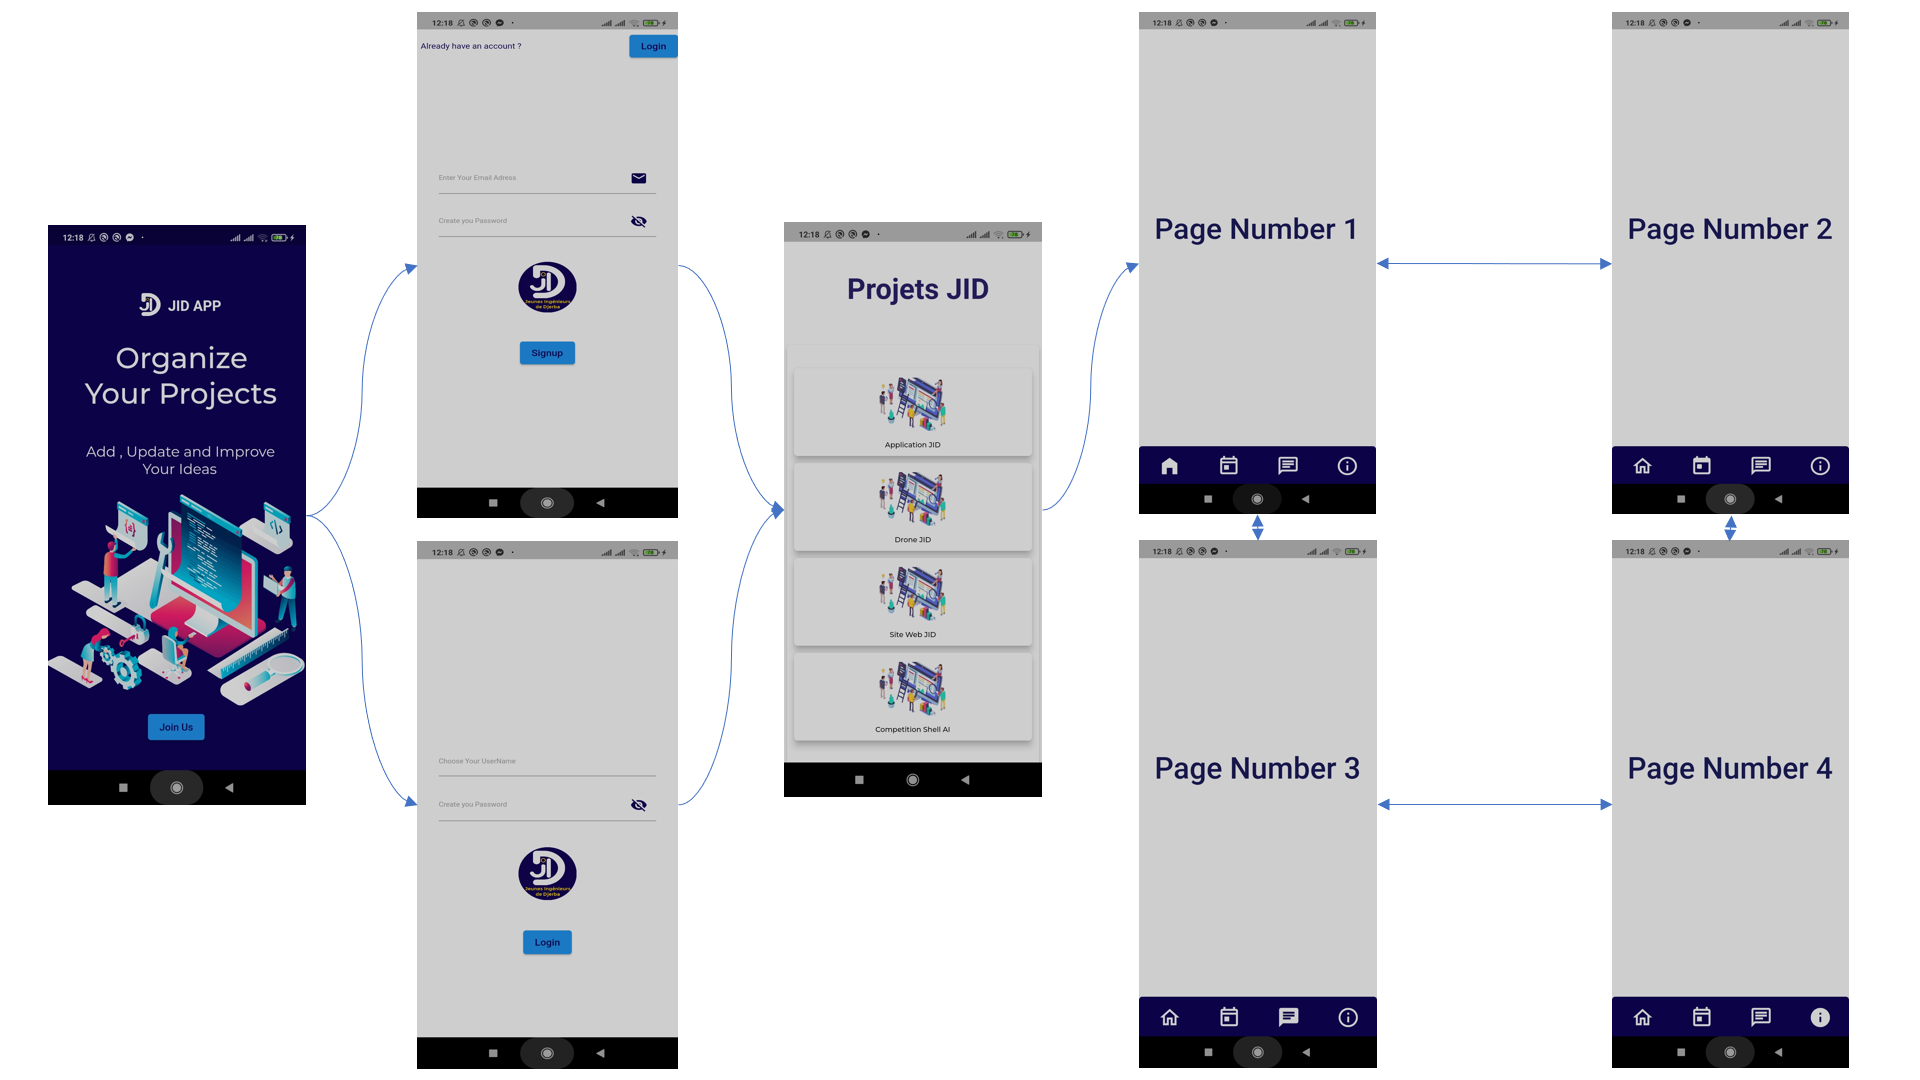 12:18
JID APP
Organize
Your Projects
Add , Update and Improve
Your Ideas
Join Us
12:18
Already have an account ?
Login
Enter Your Email Adress
Create you Password
JID
Jeunes Ingénieurs
de Djerba
Signup
12:18
Choose Your UserName
Create you Password
JID
Jeunes Ingénieurs
de Djerba
Login
12:18
Projets JID
Application JID
Drone JID
Site Web JID
Competition Shell AI
12:18
Page Number 1
12:18
Page Number 2
12:18
Page Number 3
12:18
Page Number 4